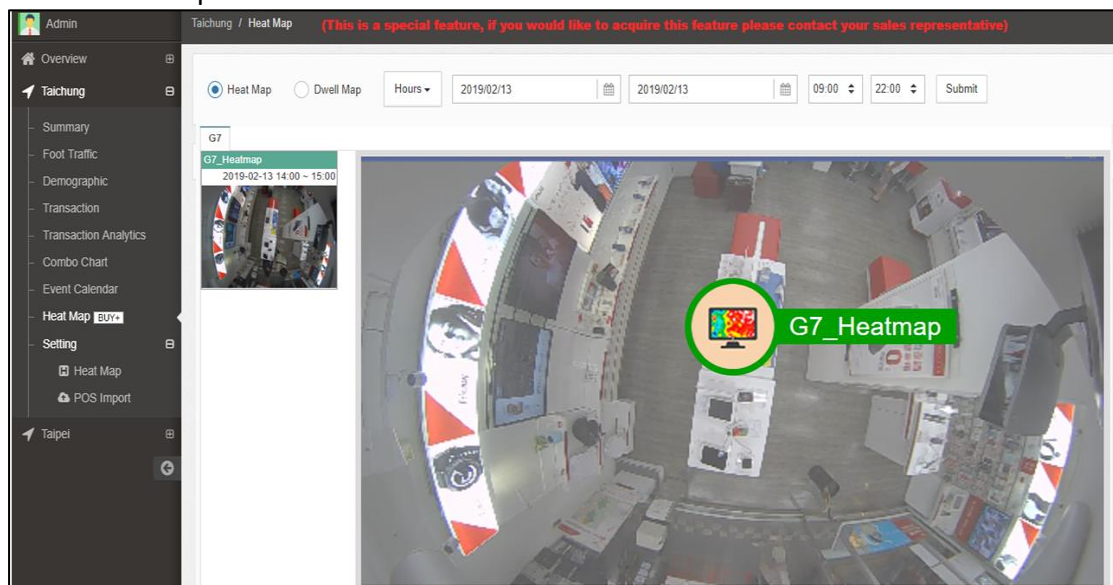 Admin
Taichung / Heat Map (This is a special feature, if you would like to acquire this feature please contact your sales representative)
Overview
Taichung
Summary
Foot Traffic
Demographic
Transaction
Transaction Analytics
Combo Chart
Event Calendar
Heat Map BUY+
Setting
Heat Map
POS Import
Taipei
Heat Map Dwell Map Hours 2019/02/13 2019/02/13 09:00 22:00 Submit
G7
G7_Heatmap
2019-02-13 14:00 ~ 15:00
G7_Heatmap